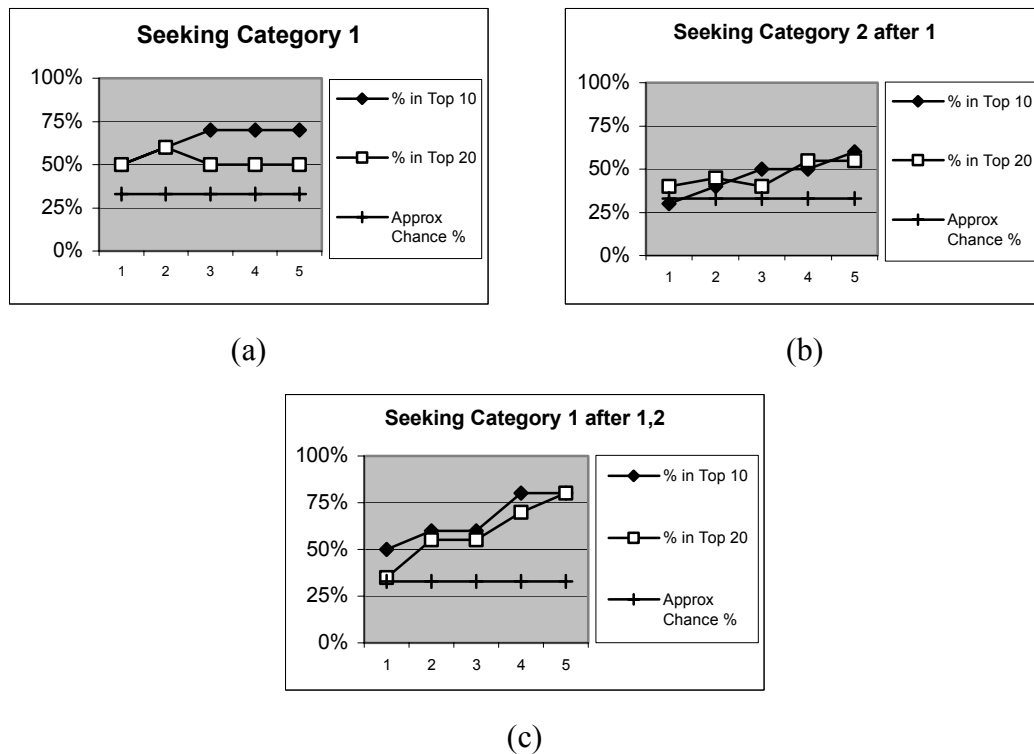 Seeking Category 1
100%
75%
50%
25%
0%
1 2 3 4 5
% in Top 10
% in Top 20
Approx
Chance %
(a)
Seeking Category 2 after 1
100%
75%
50%
25%
0%
1 2 3 4 5
% in Top 10
% in Top 20
Approx
Chance %
(b)
Seeking Category 1 after 1,2
100%
75%
50%
25%
0%
1 2 3 4 5
% in Top 10
% in Top 20
Approx
Chance %
(c)